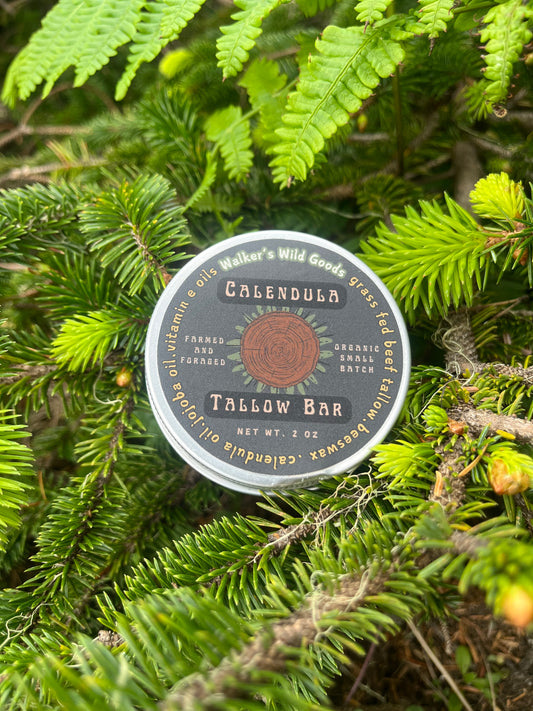 Walker's Wild Goods
grass fed beef tallow. beeswax . calendula oil. jojoba oil. vitamin e oils
CALENDULA
FARMED
AND
FORAGED
ORGANIC
SMALL
BATCH
TALLOW BAR
NET WT. 2 OZ